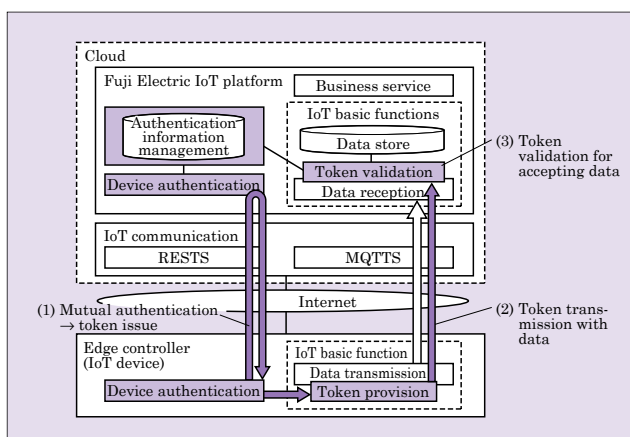 Cloud
Fuji Electric IoT platform
Business service
IoT basic functions
Authentication
information
management
Data store
(3) Token
validation for
accepting data
Token validation
Device authentication
Data reception
IoT communication
RESTS
MQTTS
Internet
(1) Mutual authentication
→ token issue
(2) Token trans-
mission with
data
Edge controller
(IoT device)
IoT basic function
Data transmission
Device authentication
Token provision